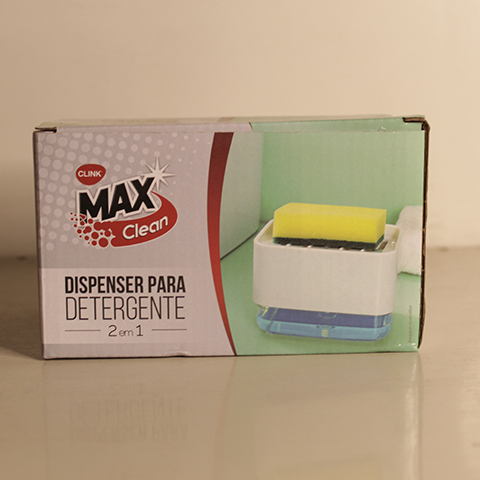 CLINK
MAX
Clean
DISPENSER PARA
DETERGENTE
2 em 1